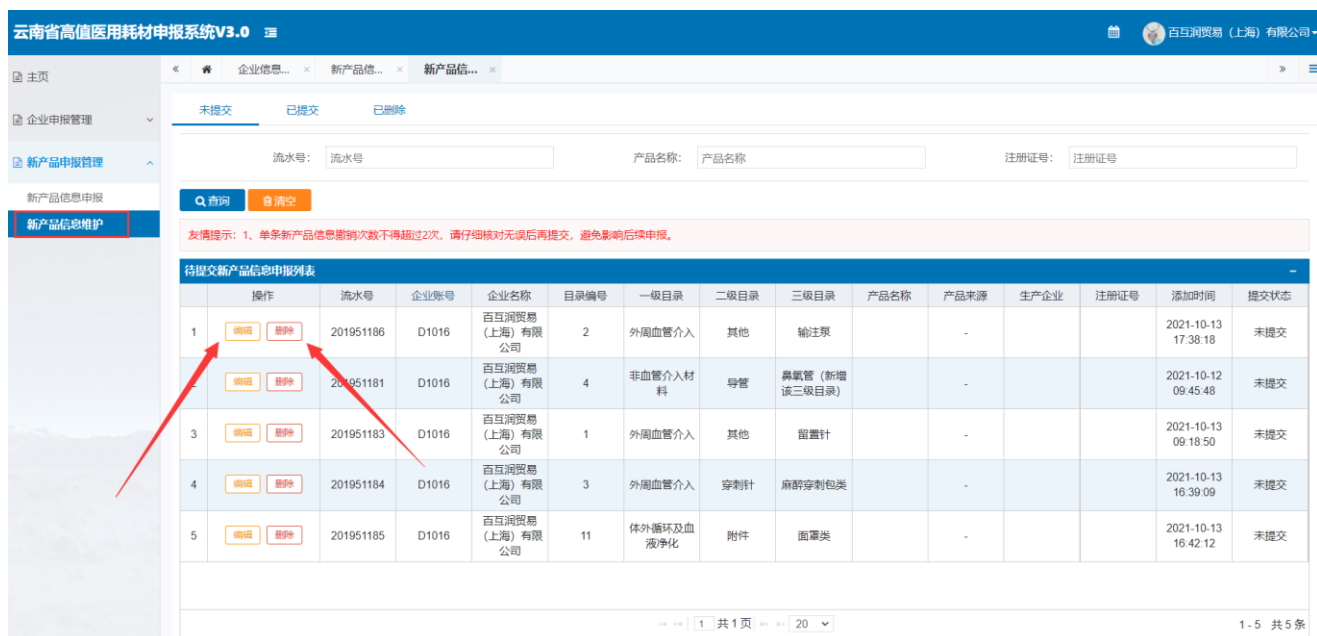 云南省高值医用耗材申报系统V3.0
百互润贸易（上海）有限公司
主页
企业申报管理
新产品申报管理
新产品信息申报
新产品信息维护
企业信息... × 新产品信... × 新产品信... ×
未提交 已提交 已删除
流水号： 流水号 产品名称： 产品名称 注册证号： 注册证号
查询 清空
友情提示：1、单条新产品信息撤销次数不得超过2次，请仔细核对无误后再提交，避免影响后续申报。
待提交新产品信息申报列表
操作 流水号 企业账号 企业名称 目录编号 一级目录 二级目录 三级目录 产品名称 产品来源 生产企业 注册证号 添加时间 提交状态
1 编辑 删除 201951186 D1016 百互润贸易（上海）有限公司 2 外周血管介入 其他 输注泵 - 2021-10-13 17:38:18 未提交
2 编辑 删除 201951181 D1016 百互润贸易（上海）有限公司 4 非血管介入材料 导管 鼻氧管（新增该三级目录） - 2021-10-12 09:45:48 未提交
3 编辑 删除 201951183 D1016 百互润贸易（上海）有限公司 1 外周血管介入 其他 留置针 - 2021-10-13 09:18:50 未提交
4 编辑 删除 201951184 D1016 百互润贸易（上海）有限公司 3 外周血管介入 穿刺针 麻醉穿刺包类 - 2021-10-13 16:39:09 未提交
5 编辑 删除 201951185 D1016 百互润贸易（上海）有限公司 11 体外循环及血液净化 附件 面罩类 - 2021-10-13 16:42:12 未提交
1 共1页 20
1-5 共5条